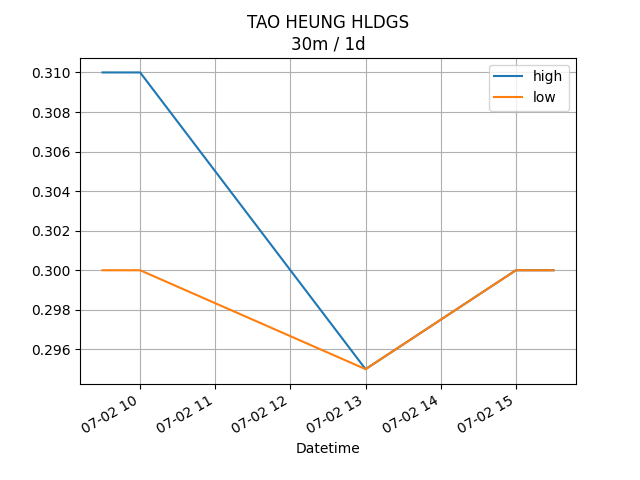 TAO HEUNG HLDGS
30m / 1d
high
low
0.310
0.308
0.306
0.304
0.302
0.300
0.298
0.296
07-02 10
07-02 11
07-02 12
07-02 13
07-02 14
07-02 15
Datetime